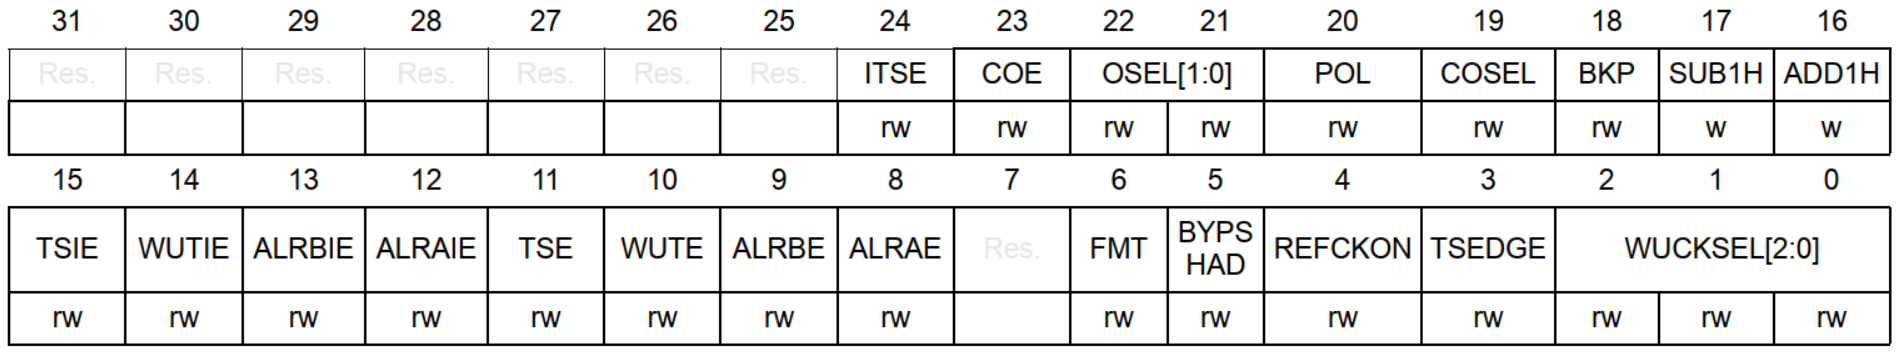 31 30 29 28 27 26 25 24 23 22 21 20 19 18 17 16
Res. Res. Res. Res. Res. Res. Res. ITSE COE OSEL[1:0] POL COSEL BKP SUB1H ADD1H
rw rw rw rw rw rw rw w w
15 14 13 12 11 10 9 8 7 6 5 4 3 2 1 0
TSIE WUTIE ALRBIE ALRAIE TSE WUTE ALRBE ALRAE Res. FMT BYPS HAD REFCKON TSEDGE WUCKSEL[2:0]
rw rw rw rw rw rw rw rw rw rw rw rw rw rw rw